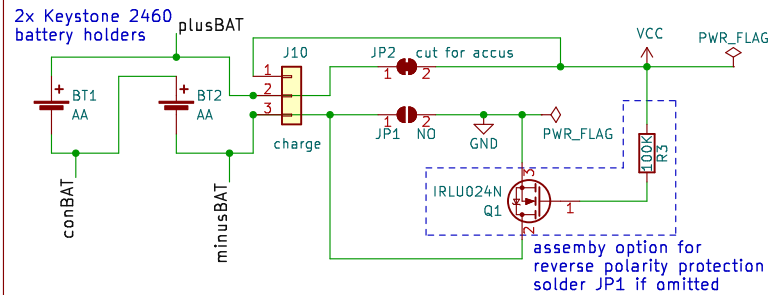 2x Keystone 2460
battery holders
plusBAT
J10
JP2
cut for accus
VCC
PWR_FLAG
1
1
2
2
+
BT1
AA
+
BT2
AA
3
1
2
charge
JP1
NO
GND
PWR_FLAG
100K
R3
3
IRLU024N
Q1
1
2
conBAT
minusBAT
assemby option for
reverse polarity protection
solder JP1 if omitted